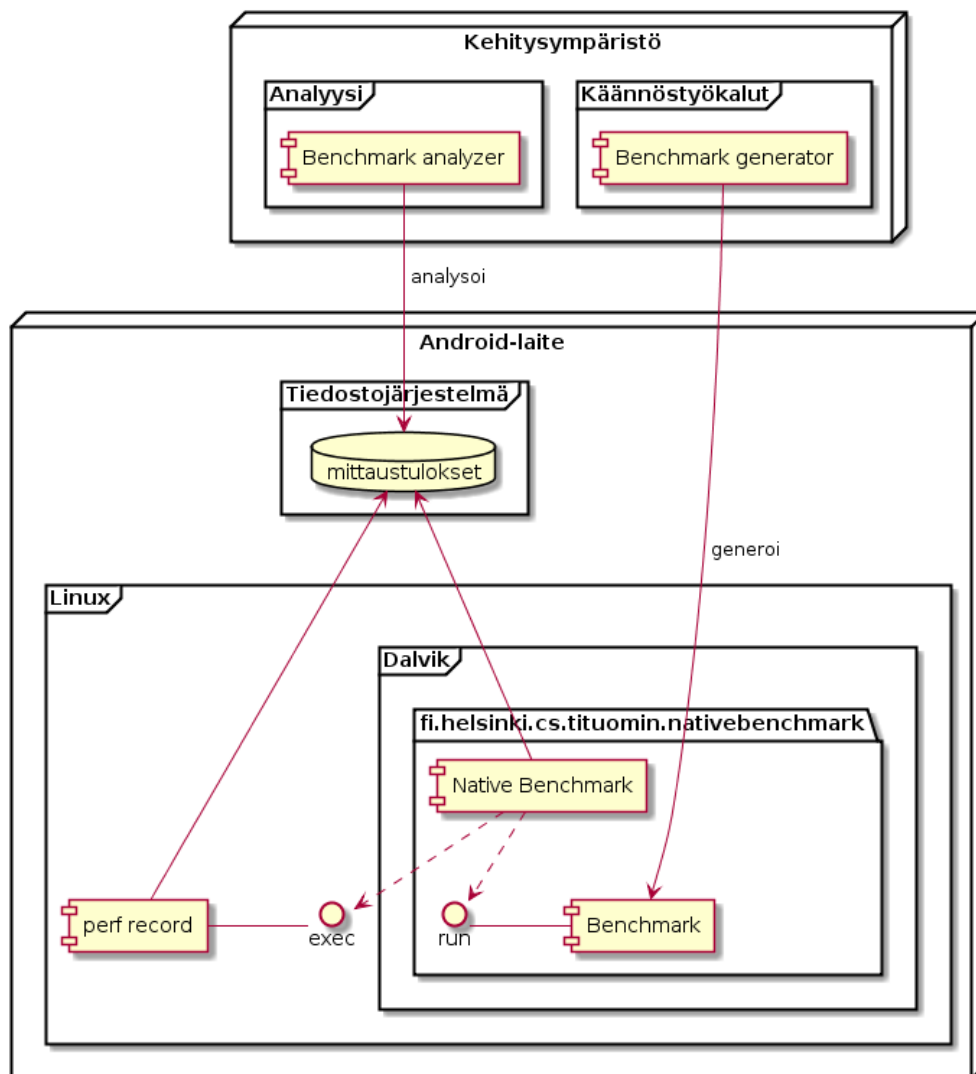 Kehitysympäristö
Analyysi
Käännöstyökalut
Benchmark analyzer
Benchmark generator
analysoi
Android-laite
Tiedostojärjestelmä
mittaustulokset
generoi
Linux
Dalvik
fi.helsinki.cs.tituomin.nativebenchmark
Native Benchmark
perf record
exec
run
Benchmark